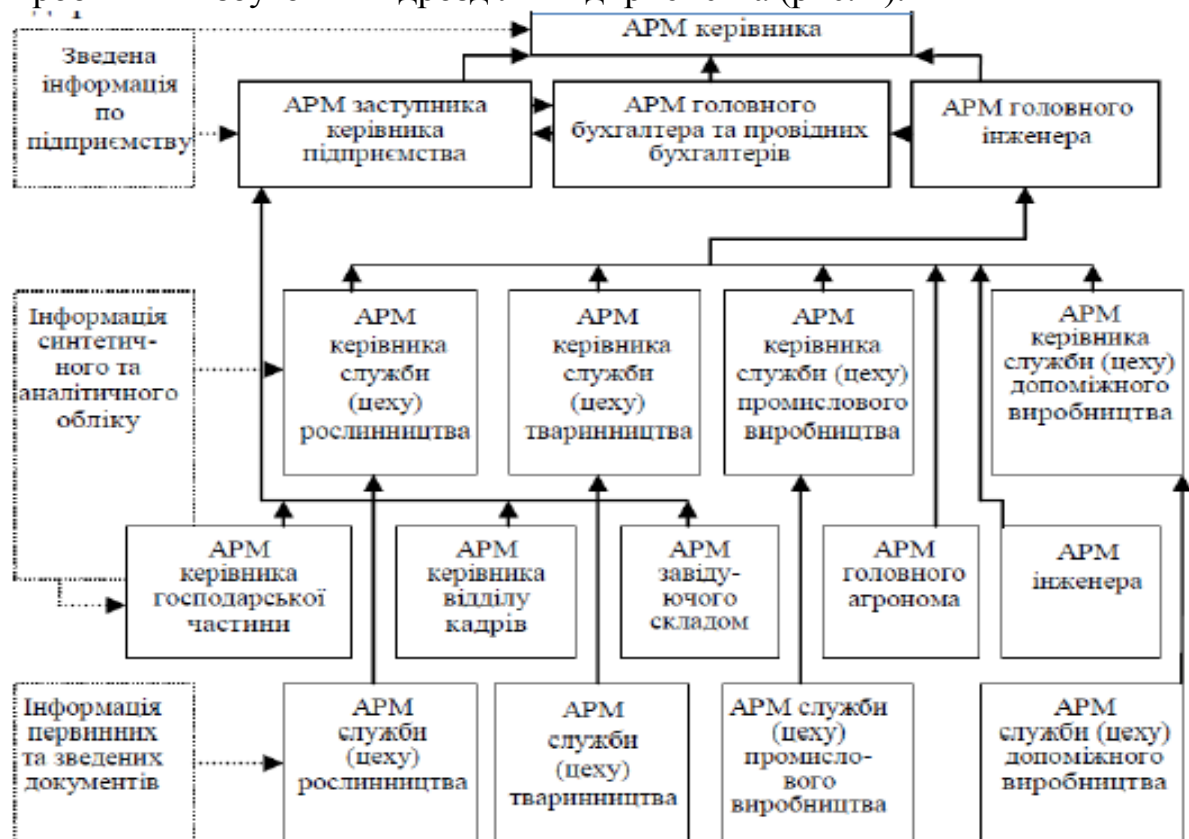 АРМ керівника
Зведена
інформація
по
підприємству
АРМ заступника
керівника
підприємства
АРМ головного
бухгалтера та провідних
бухгалтерів
АРМ головного
інженера
Інформація
синтетич-
ного та
аналітичного
обліку
АРМ
керівника
служби
(цеху)
рослинництва
АРМ
керівника
служби
(цеху)
тваринництва
АРМ
керівника
служби (цеху)
промислового
виробництва
АРМ
керівника
служби (цеху)
допоміжного
виробництва
АРМ
керівника
господарської
частини
АРМ
керівника
відділу
кадрів
АРМ
завіду-
ючого
складом
АРМ
головного
агронома
АРМ
інженера
Інформація
первинних
та зведених
документів
АРМ
служби
(цеху)
рослинництва
АРМ
служби
(цеху)
тваринництва
АРМ служби
(цеху)
промисло-
вого
виробництва
АРМ
служби (цеху)
допоміжного
виробництва